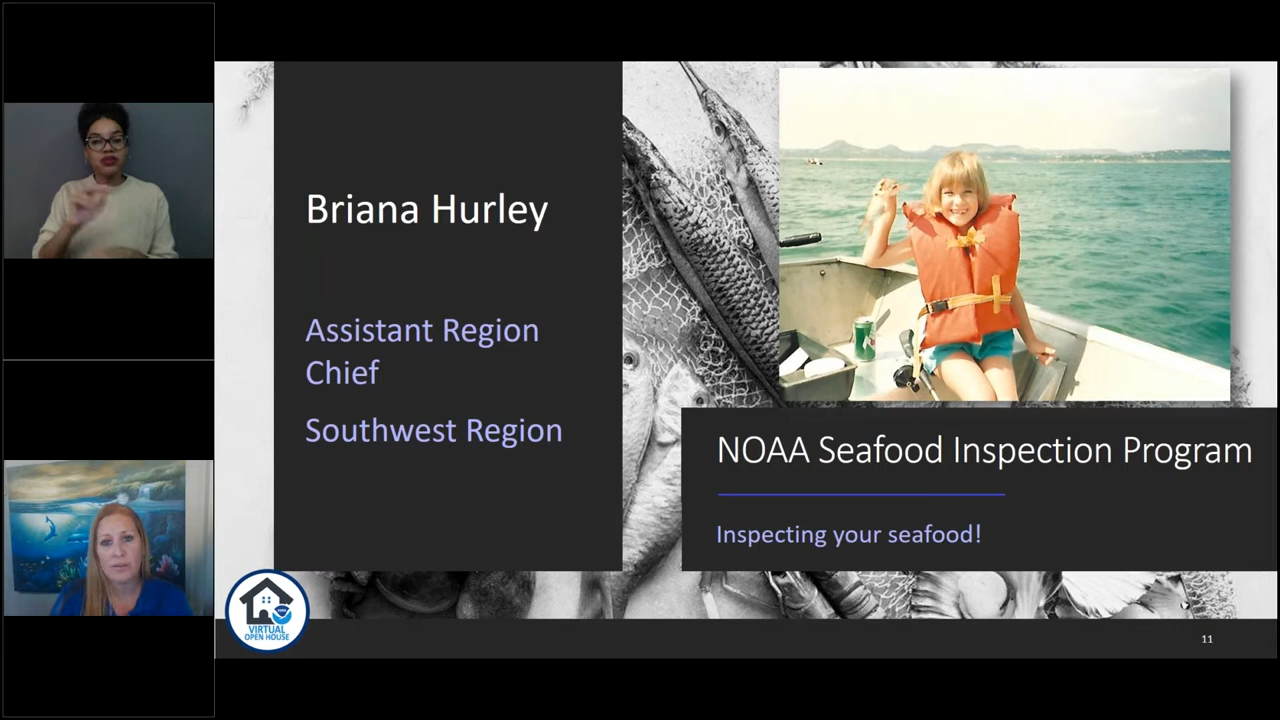 Briana Hurley
Assistant Region
Chief
Southwest Region
NOAA Seafood Inspection Program
Inspecting your seafood!
VIRTUAL
OPEN HOUSE
11